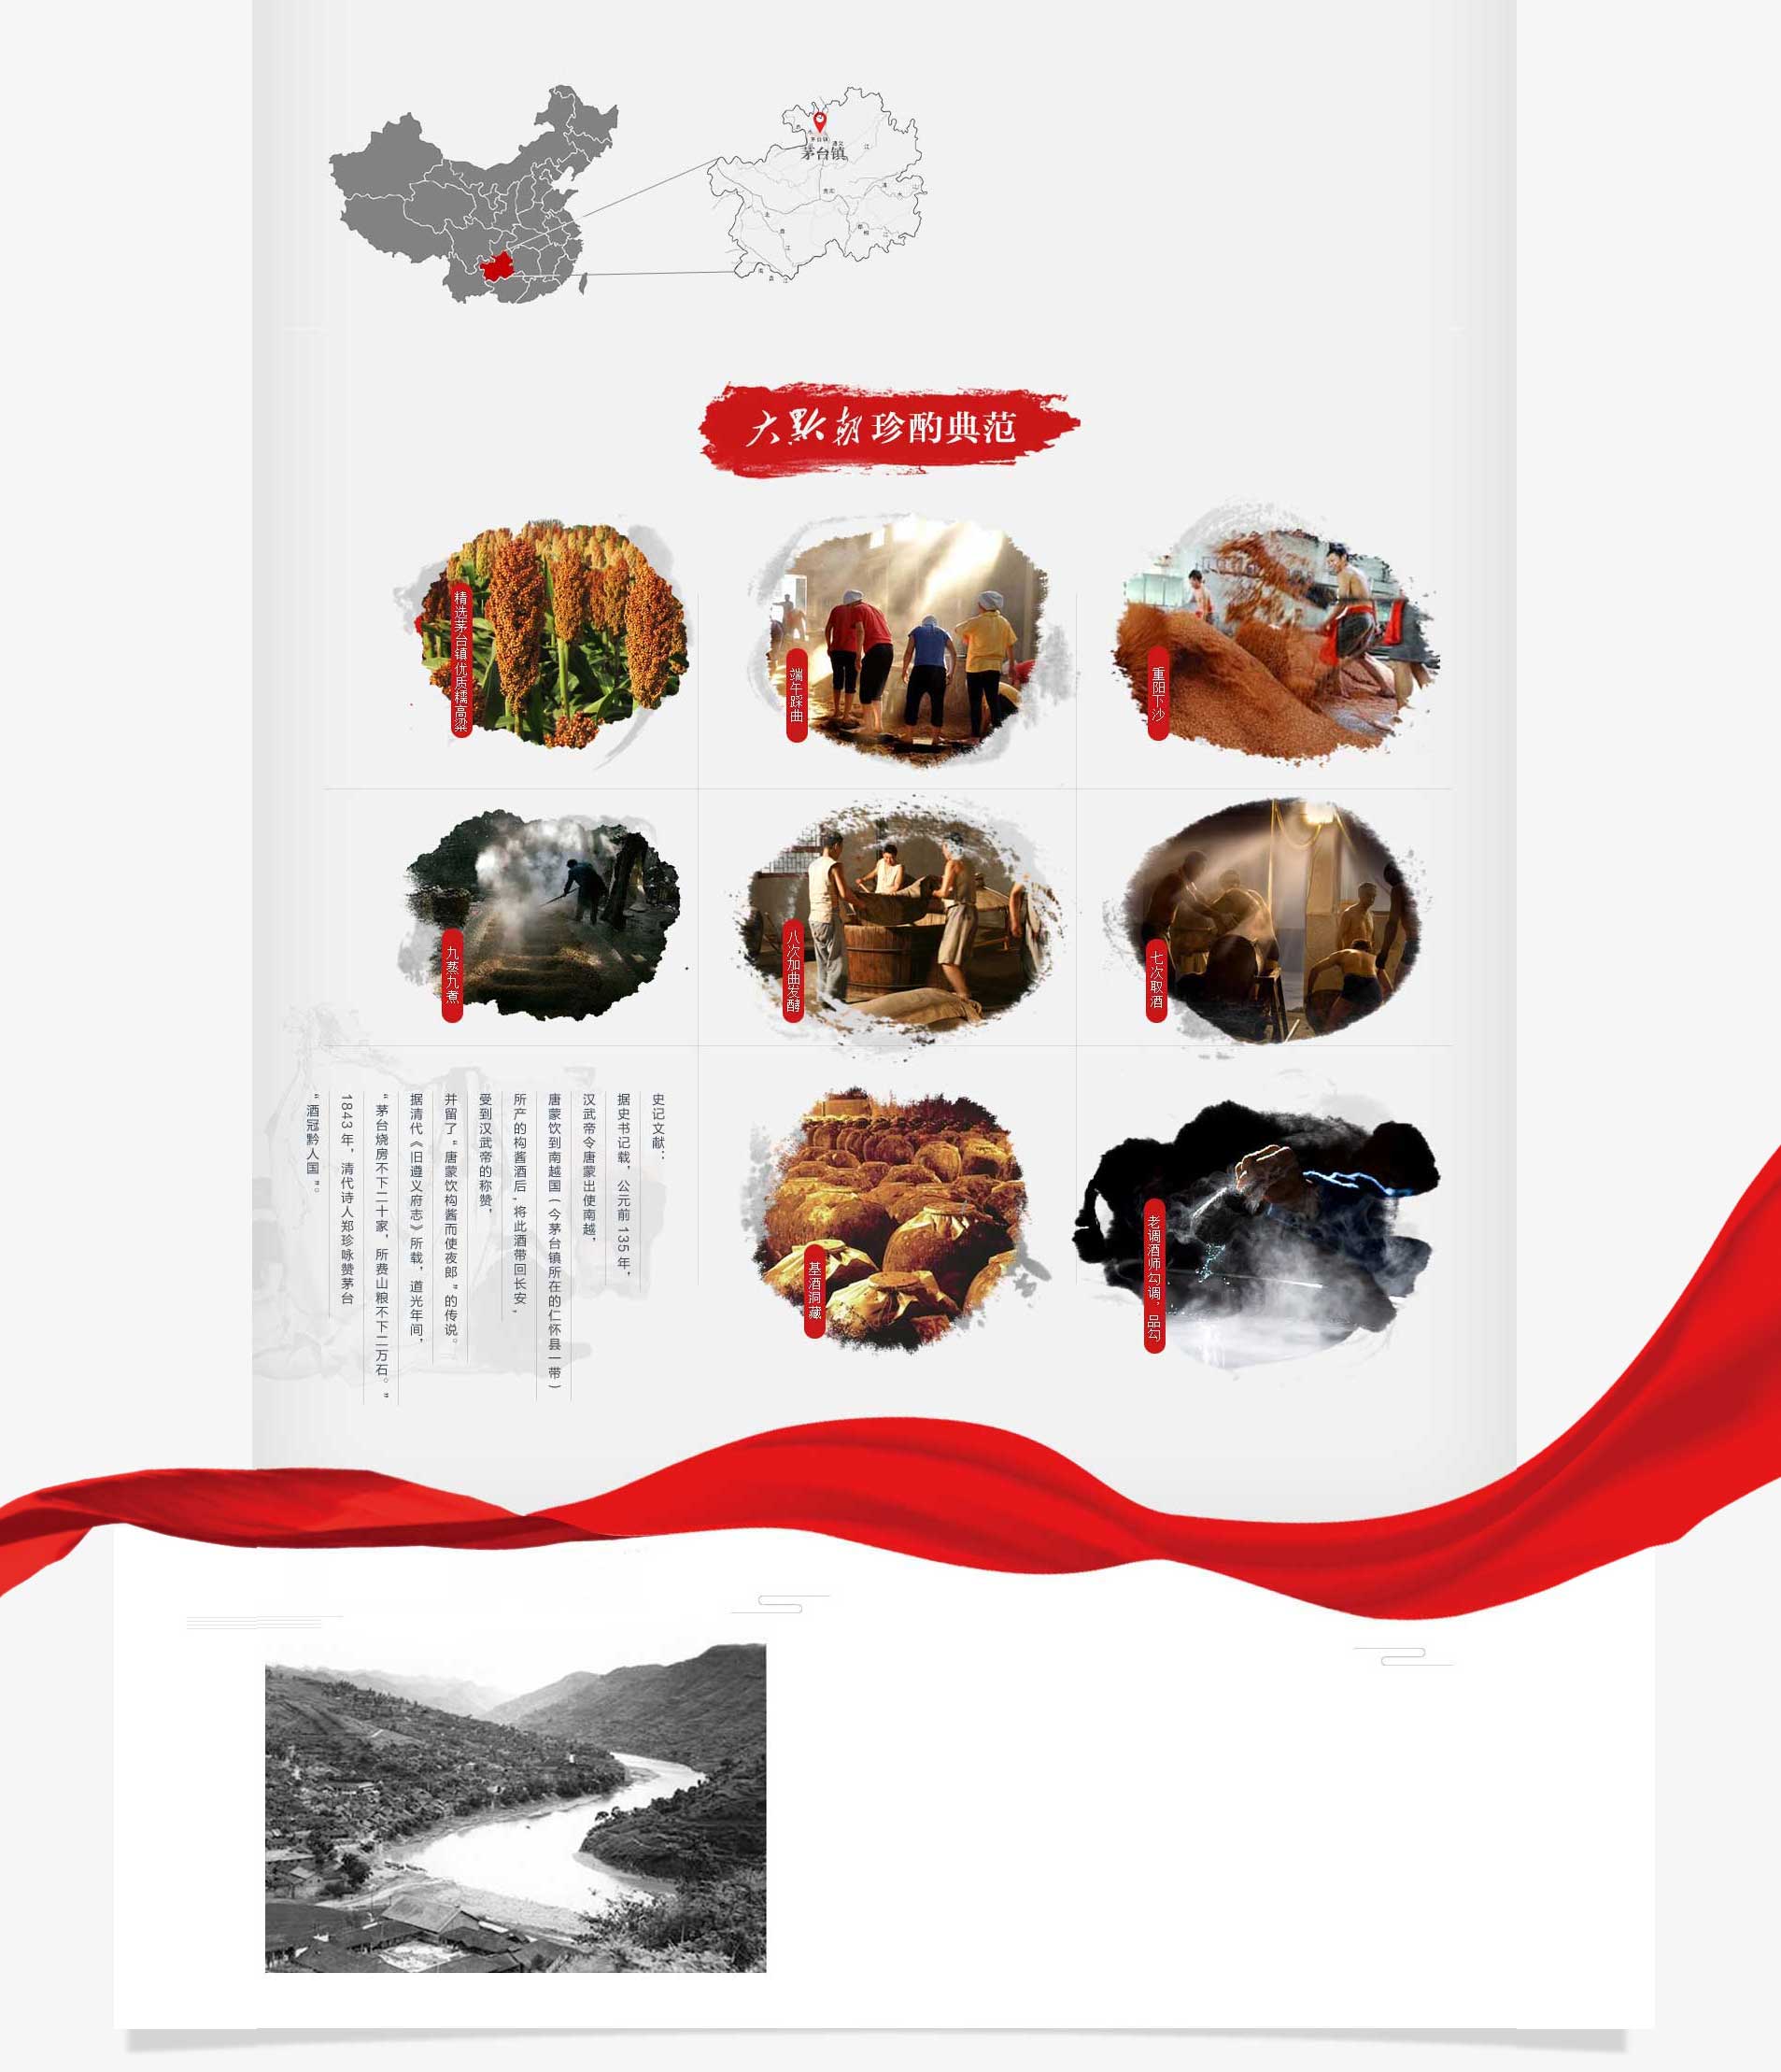 茅台镇
大黔朝珍酌典范
精选茅台镇优质糯高粱
端午踩曲
重阳下沙
九蒸九煮
八次加曲发酵
七次取酒
史记文献：
据史书记载，公元前135年，
汉武帝令唐蒙出使南越，
唐蒙饮到南越国（今茅台镇所在的仁怀县一带）
所产的构酱酒后，将此酒带回长安，
受到汉武帝的称赞，
并留了“唐蒙饮构酱而使夜郎”的传说。
据清代《旧遵义府志》所载，道光年间，
“茅台烧房不下二十家，所费山粮不下二万石。”
1843年，清代诗人郑珍咏赞茅台
“酒冠黔人国”。
基酒洞藏
老调酒师勾调，品勾